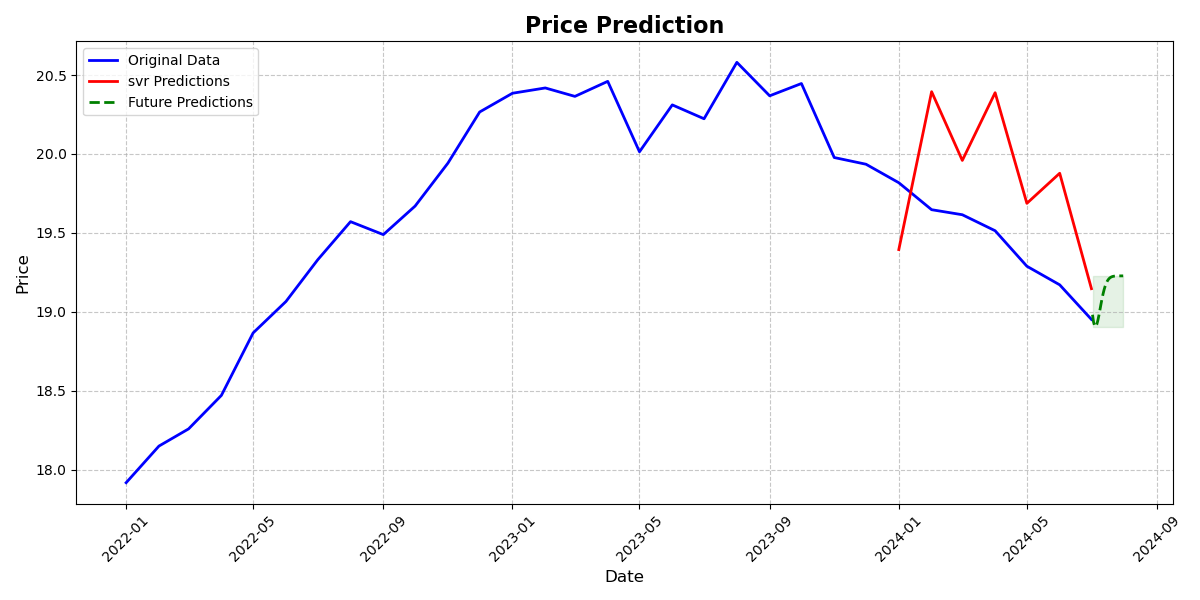 Price Prediction
Original Data
svr Predictions
Future Predictions
Price
20.5
20.0
19.5
19.0
18.5
18.0
2022-01
2022-05
2022-09
2023-01
2023-05
2023-09
2024-01
2024-05
2024-09
Date